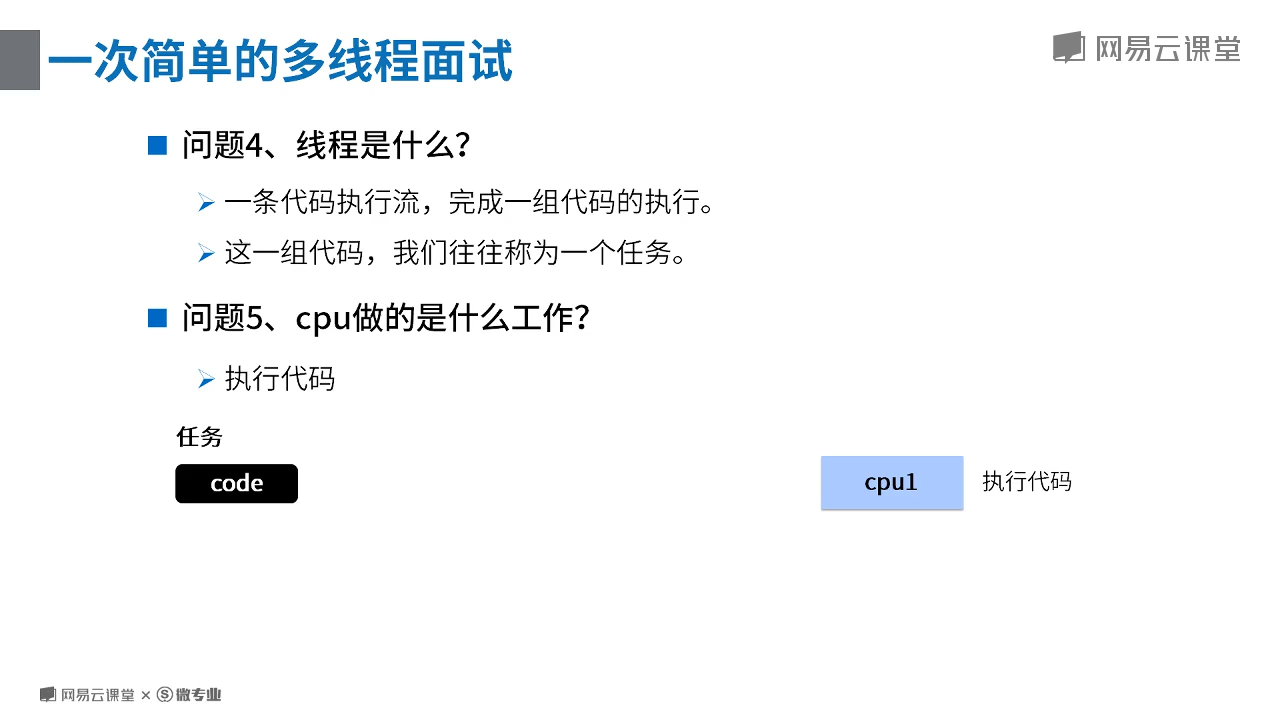 一次简单的多线程面试
网易云课堂
问题4、线程是什么？
一条代码执行流，完成一组代码的执行。
这一组代码，我们往往称为一个任务。
问题5、cpu做的是什么工作？
执行代码
任务
code
cpu1
执行代码
网易云课堂 × Ⓢ微专业